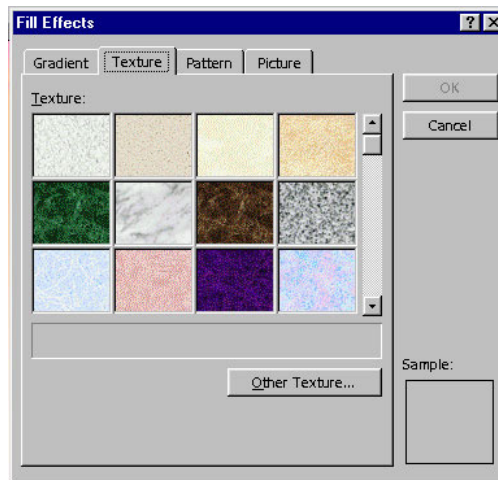 Fill Effects
Gradient Texture Pattern Picture
OK
Texture:
Cancel
Other Texture...
Sample: